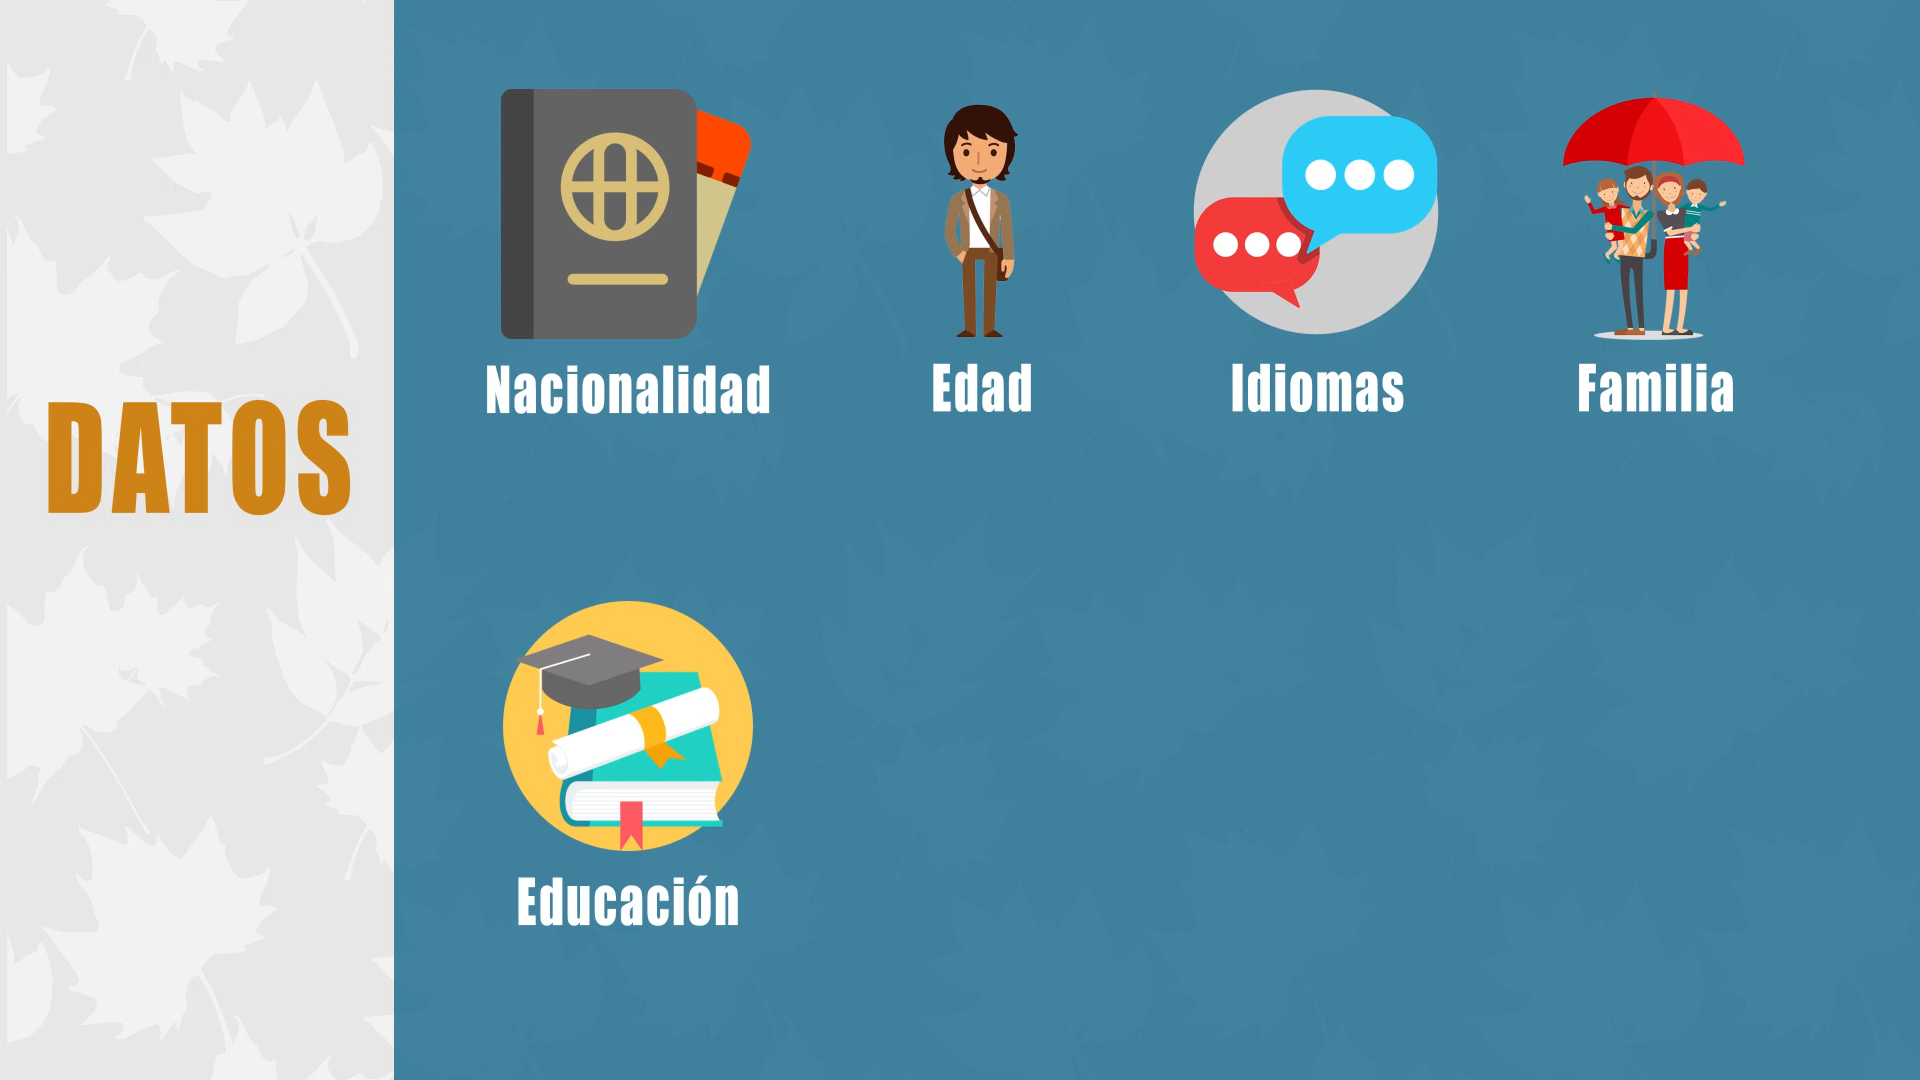 DATOS
Nacionalidad
Edad
Idiomas
Familia
Educación